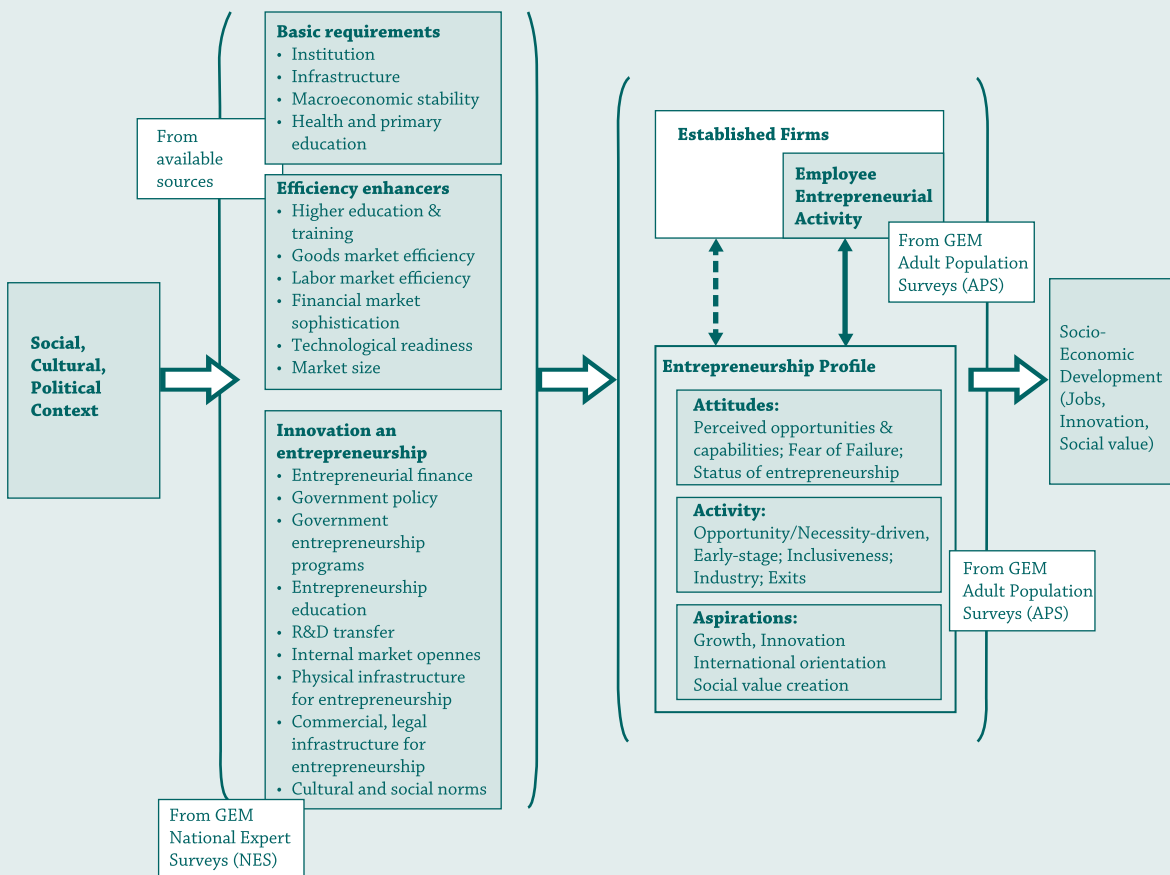 Social,
Cultural,
Political
Context
From
available
sources
Basic requirements
• Institution
• Infrastructure
• Macroeconomic stability
• Health and primary
education
Efficiency enhancers
• Higher education &
training
• Goods market efficiency
• Labor market efficiency
• Financial market
sophistication
• Technological readiness
• Market size
Innovation an
entrepreneurship
• Entrepreneurial finance
• Government policy
• Government
entrepreneurship
programs
• Entrepreneurship
education
• R&D transfer
• Internal market opennes
• Physical infrastructure
for entrepreneurship
• Commercial, legal
infrastructure for
entrepreneurship
• Cultural and social norms
From GEM
National Expert
Surveys (NES)
Established Firms
Employee
Entrepreneurial
Activity
From GEM
Adult Population
Surveys (APS)
Entrepreneurship Profile
Attitudes:
Perceived opportunities &
capabilities; Fear of Failure;
Status of entrepreneurship
Activity:
Opportunity/Necessity-driven,
Early-stage; Inclusiveness;
Industry; Exits
Aspirations:
Growth, Innovation
International orientation
Social value creation
From GEM
Adult Population
Surveys (APS)
Socio-
Economic
Development
(Jobs,
Innovation,
Social value)